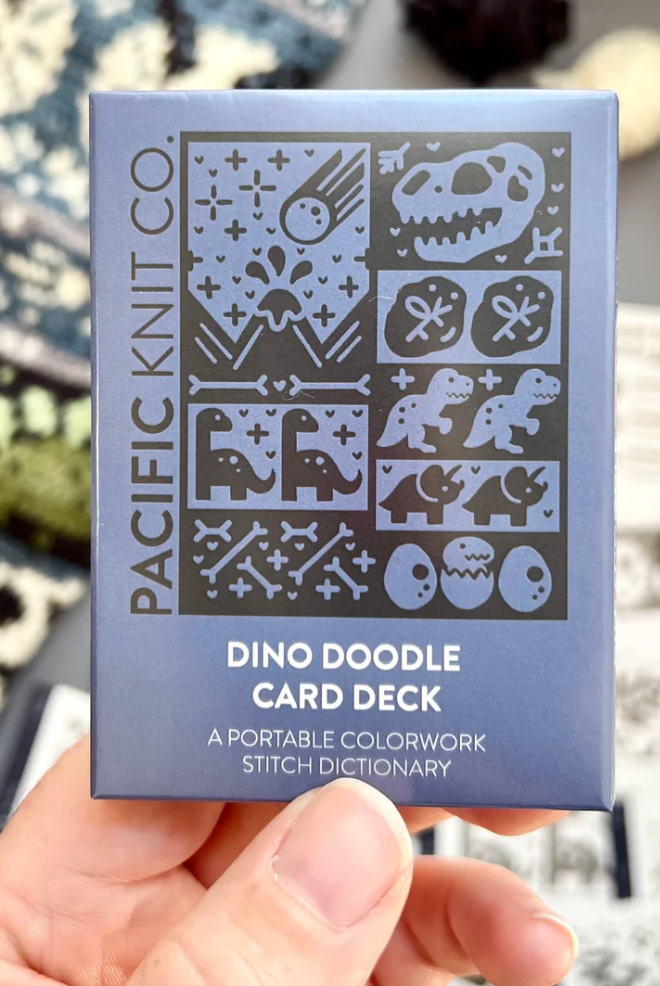 PACIFIC KNIT CO.
DINO DOODLE
CARD DECK
A PORTABLE COLORWORK
STITCH DICTIONARY